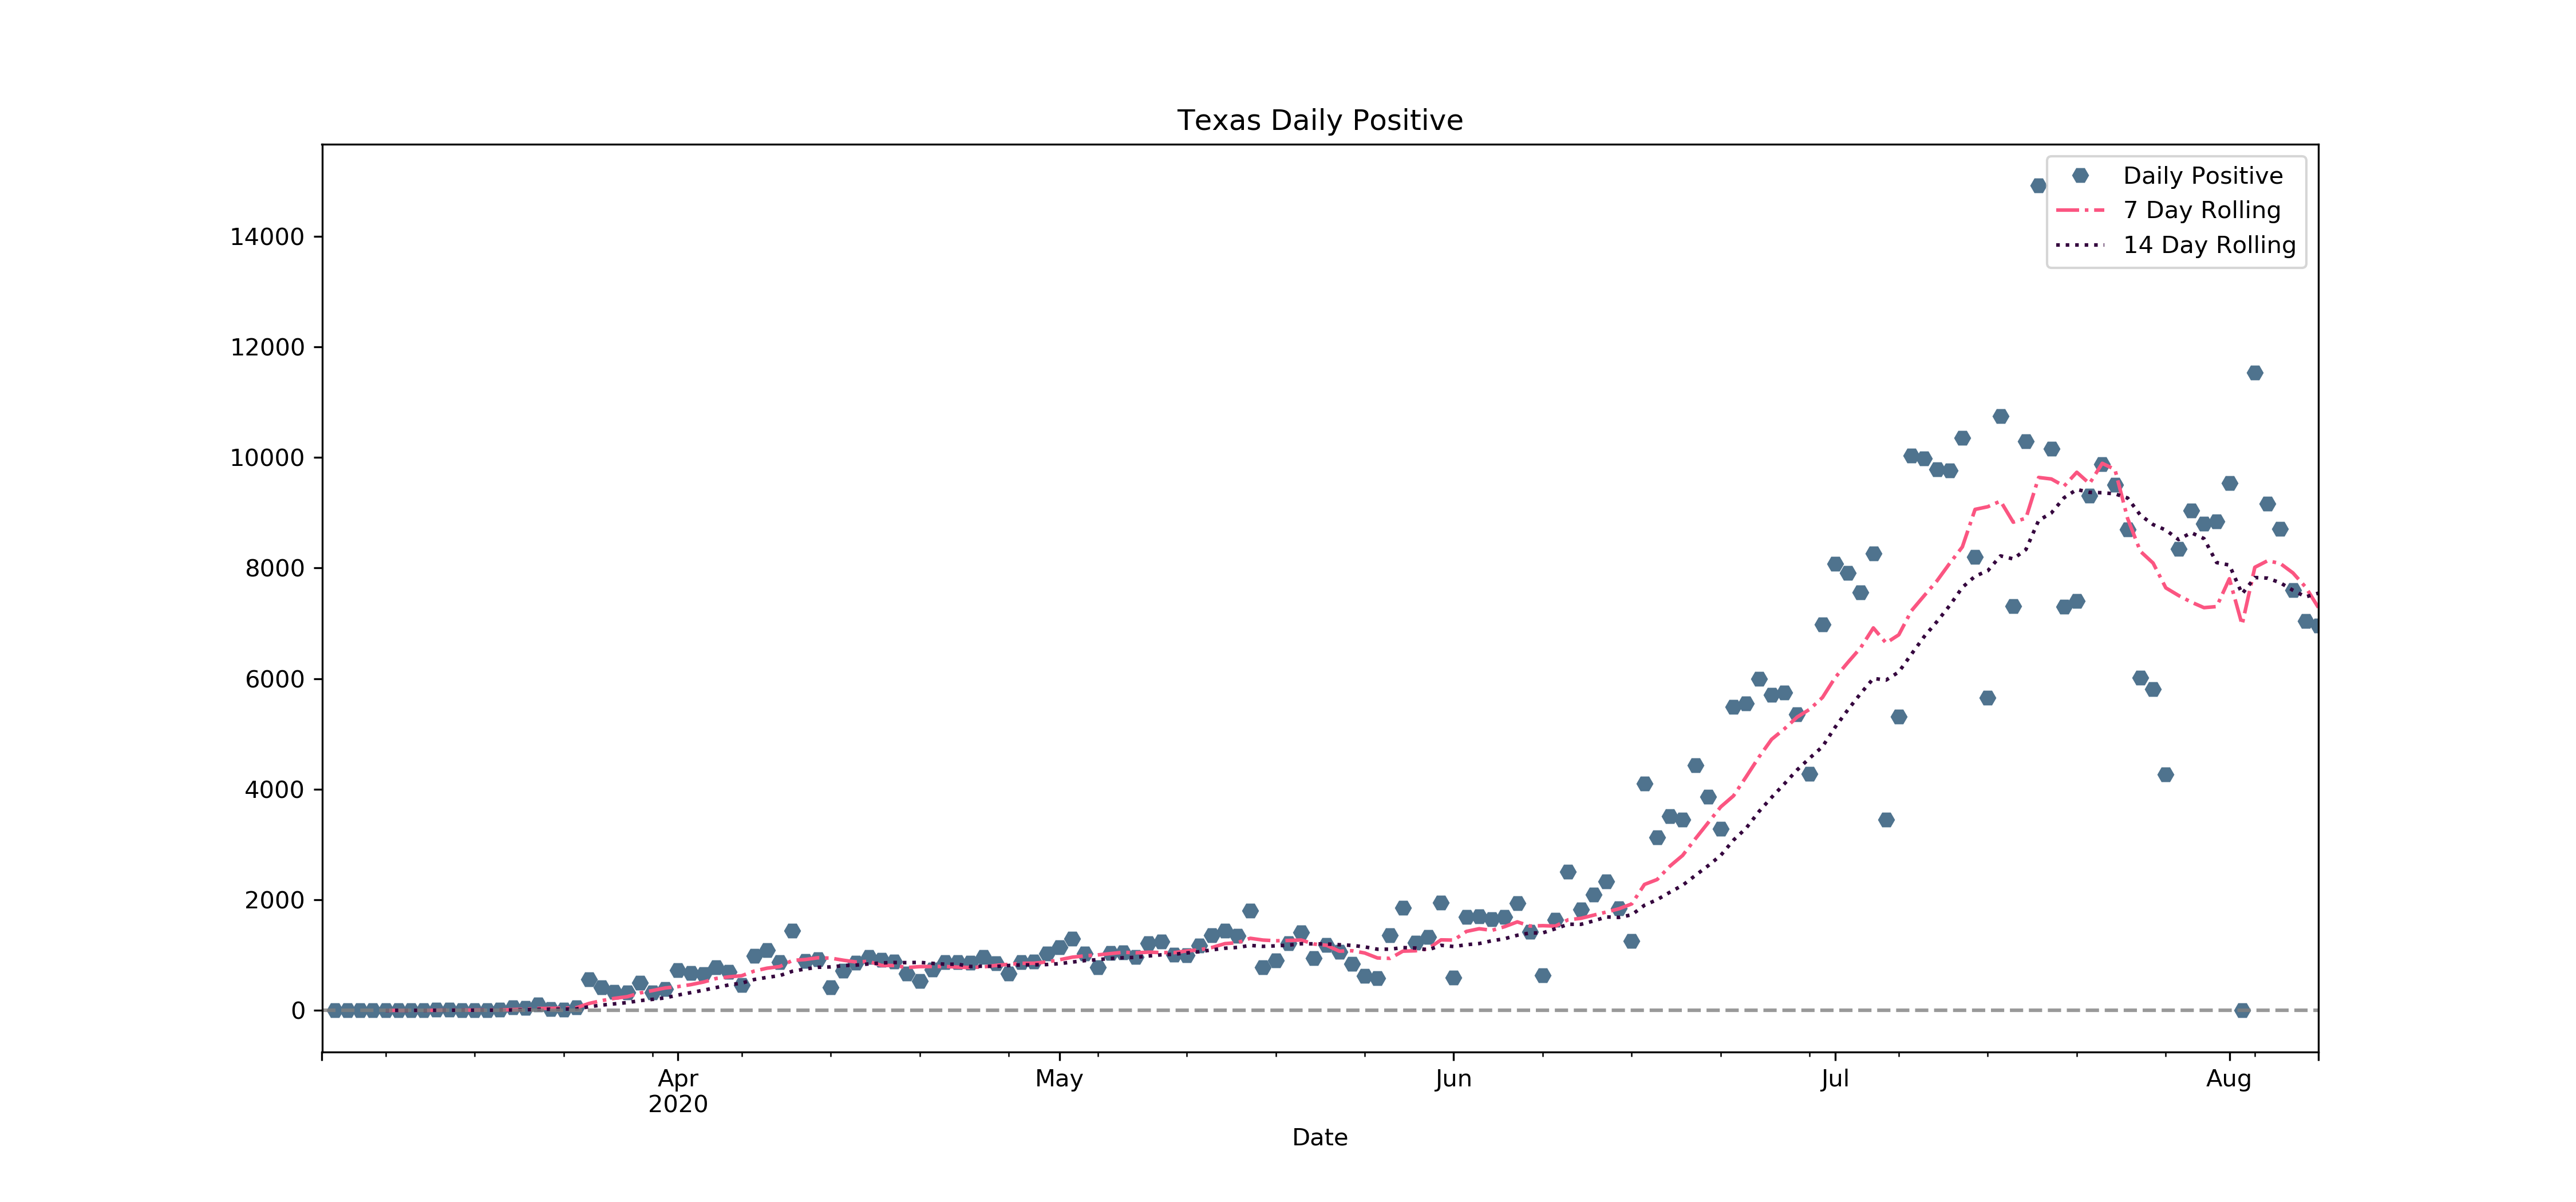 Texas Daily Positive
Daily Positive
7 Day Rolling
14 Day Rolling
14000
12000
10000
8000
6000
4000
2000
0
Apr May Jun Jul Aug
2020
Date